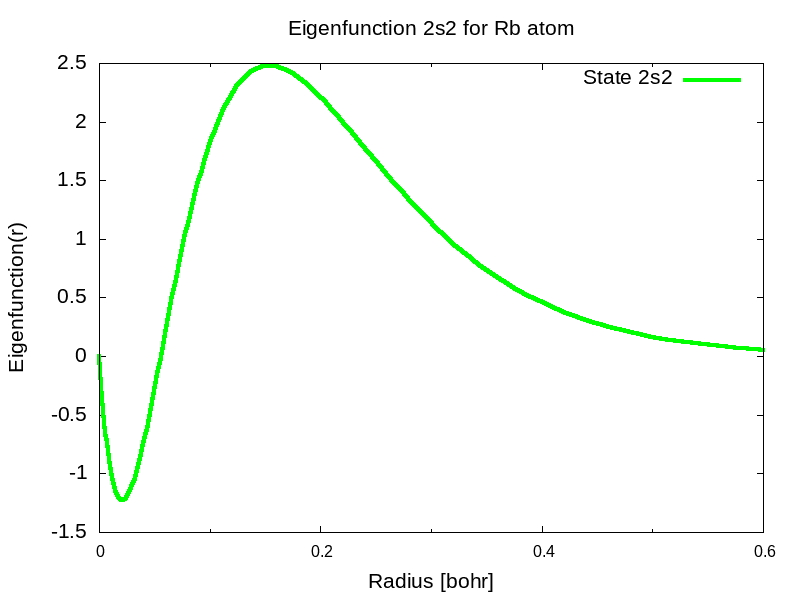 Eigenfunction 2s2 for Rb atom
State 2s2
2.5
2
1.5
1
0.5
0
-0.5
-1
-1.5
Eigenfunction(r)
0 0.2 0.4 0.6
Radius [bohr]